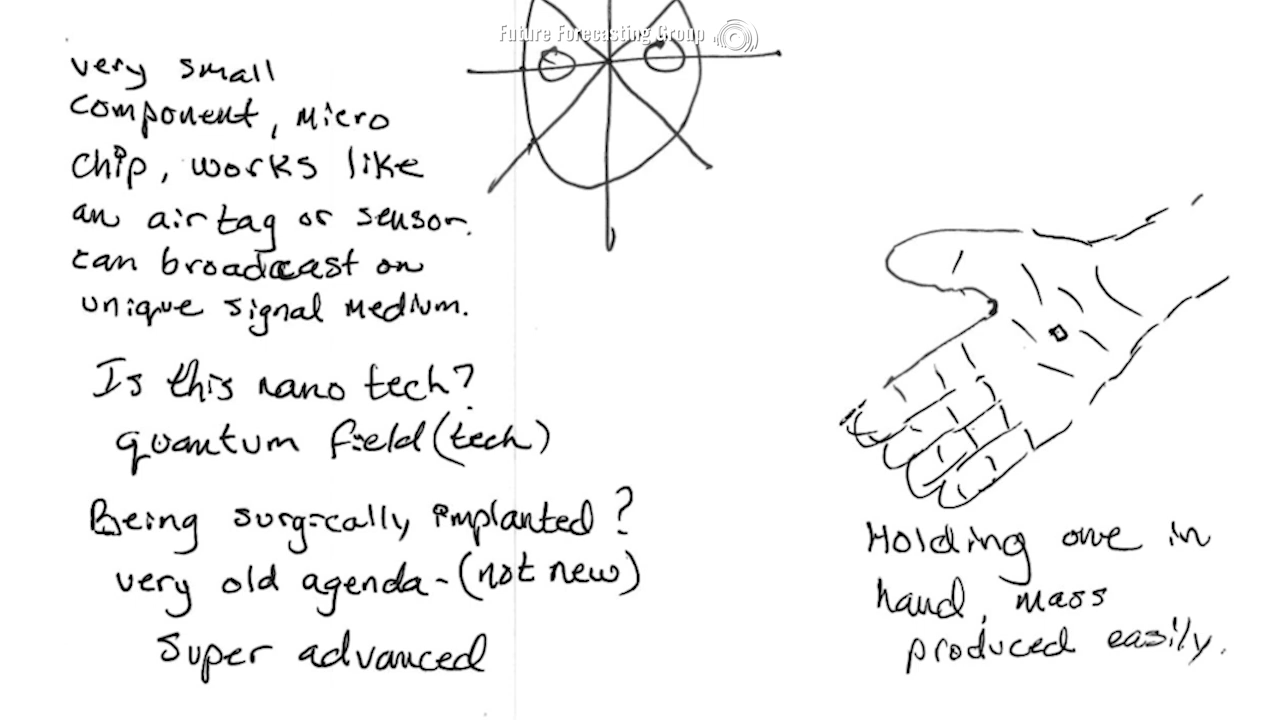 Future Forecasting Group
very small
component, micro
chip, works like
an air tag or sensor.
can broadcast on
unique signal medium.
Is this nano tech?
quantum field (tech)
Being surgically implanted?
very old agenda - (not new)
super advanced
Holding one in
hand, mass
produced easily.